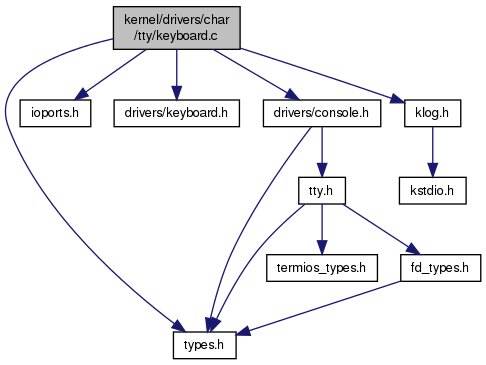 kernel/drivers/char
/tty/keyboard.c
ioports.h
drivers/keyboard.h
drivers/console.h
klog.h
tty.h
kstdio.h
termios_types.h
fd_types.h
types.h